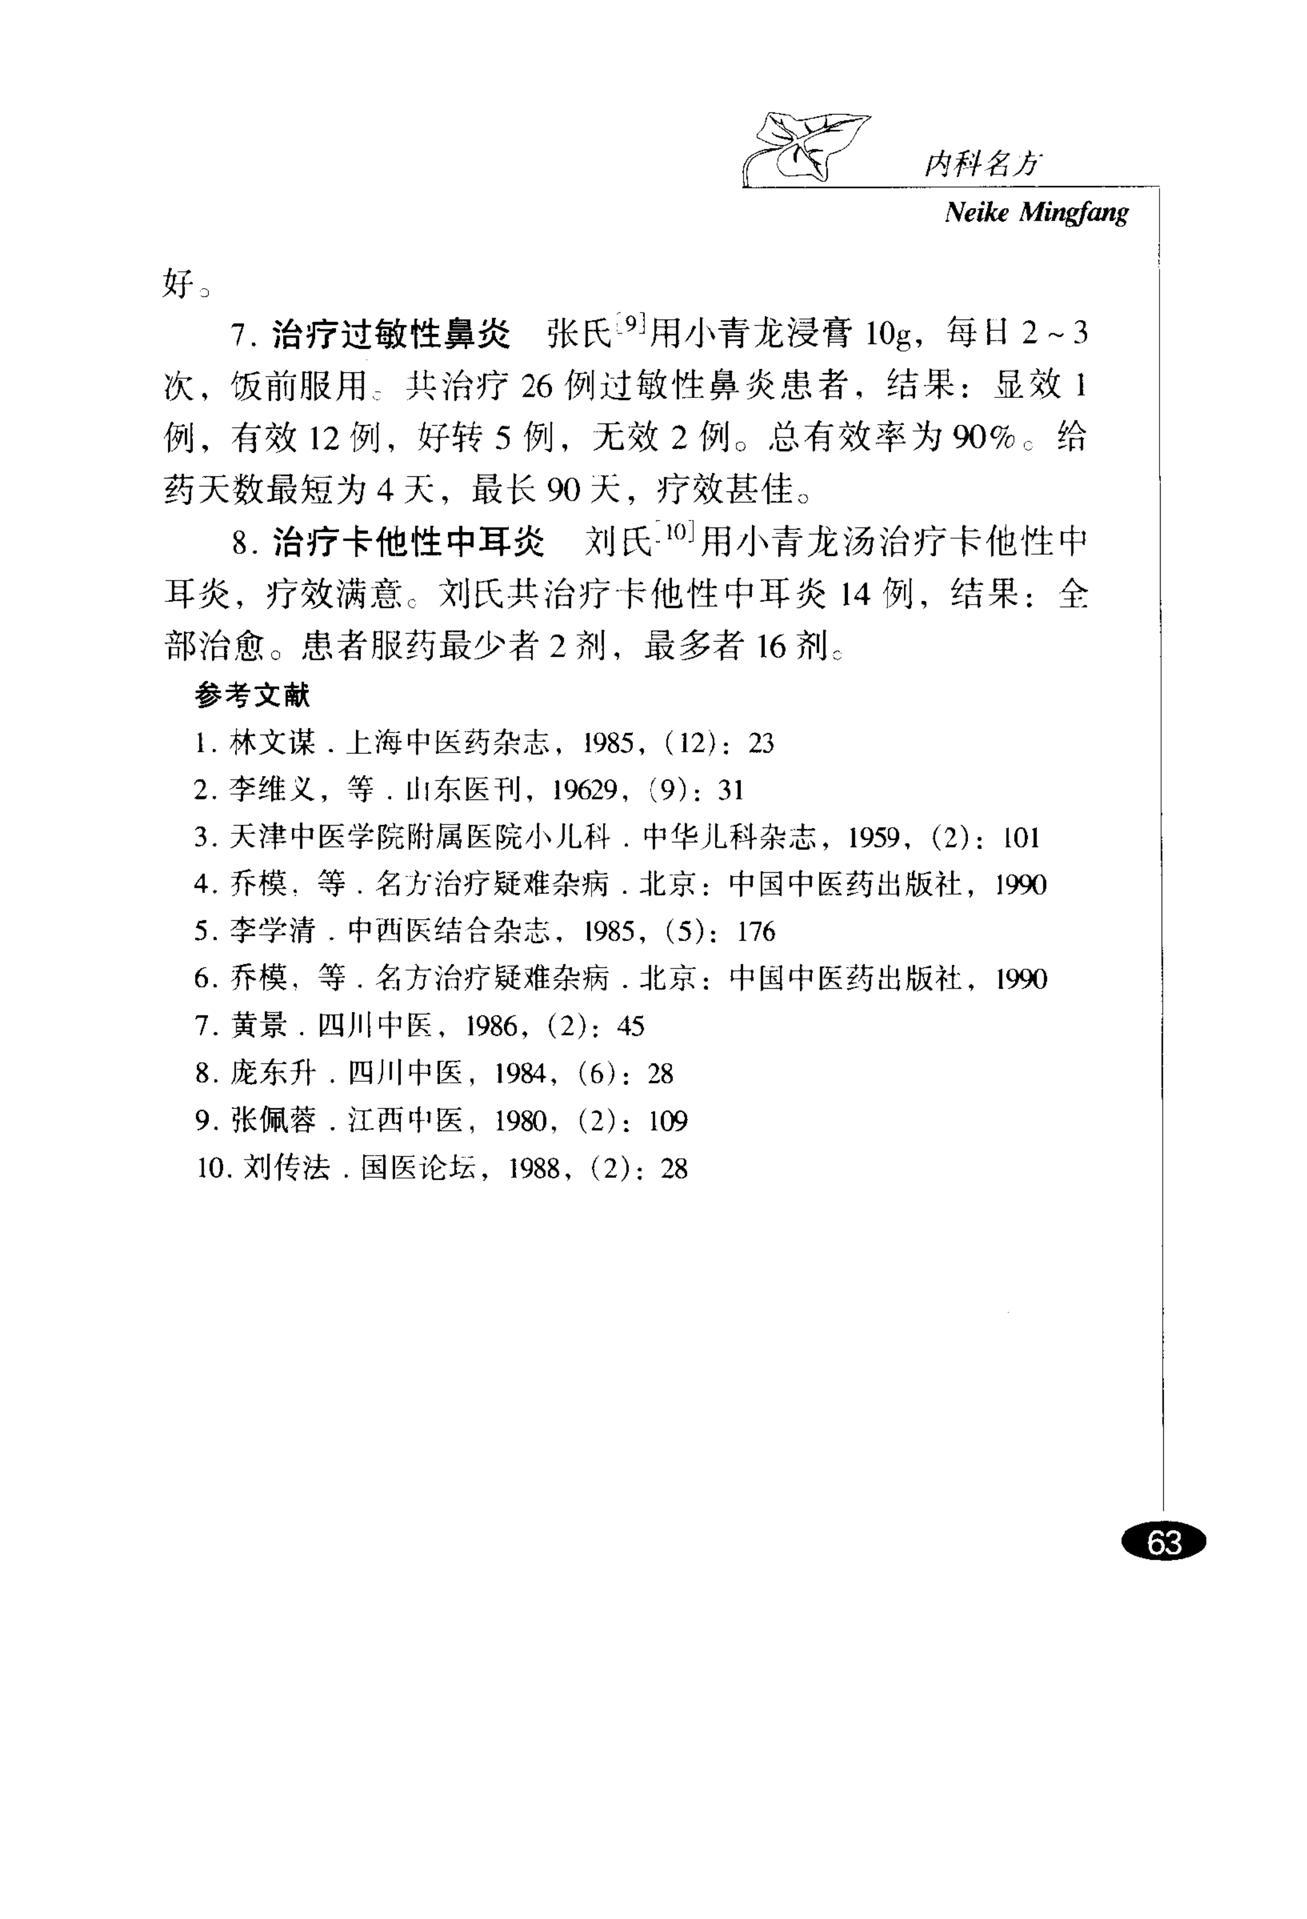 内科名方
Neike Mingfang
好。
7. 治疗过敏性鼻炎 张氏[9]用小青龙浸膏 10g，每日 2～3
次，饭前服用。共治疗 26 例过敏性鼻炎患者，结果：显效 1
例，有效 12 例，好转 5 例，无效 2 例。总有效率为 90%。给
药天数最短为 4 天，最长 90 天，疗效甚佳。
8. 治疗卡他性中耳炎 刘氏[10]用小青龙汤治疗卡他性中
耳炎，疗效满意。刘氏共治疗卡他性中耳炎 14 例，结果：全
部治愈。患者服药最少者 2 剂，最多者 16 剂。
参考文献
1. 林文谋．上海中医药杂志，1985，(12)：23
2. 李维义，等．山东医刊，19629，(9)：31
3. 天津中医学院附属医院小儿科．中华儿科杂志，1959，(2)：101
4. 乔模，等．名方治疗疑难杂病．北京：中国中医药出版社，1990
5. 李学清．中西医结合杂志，1985，(5)：176
6. 乔模，等．名方治疗疑难杂病．北京：中国中医药出版社，1990
7. 黄景．四川中医，1986，(2)：45
8. 庞东升．四川中医，1984，(6)：28
9. 张佩蓉．江西中医，1980，(2)：109
10. 刘传法．国医论坛，1988，(2)：28
63